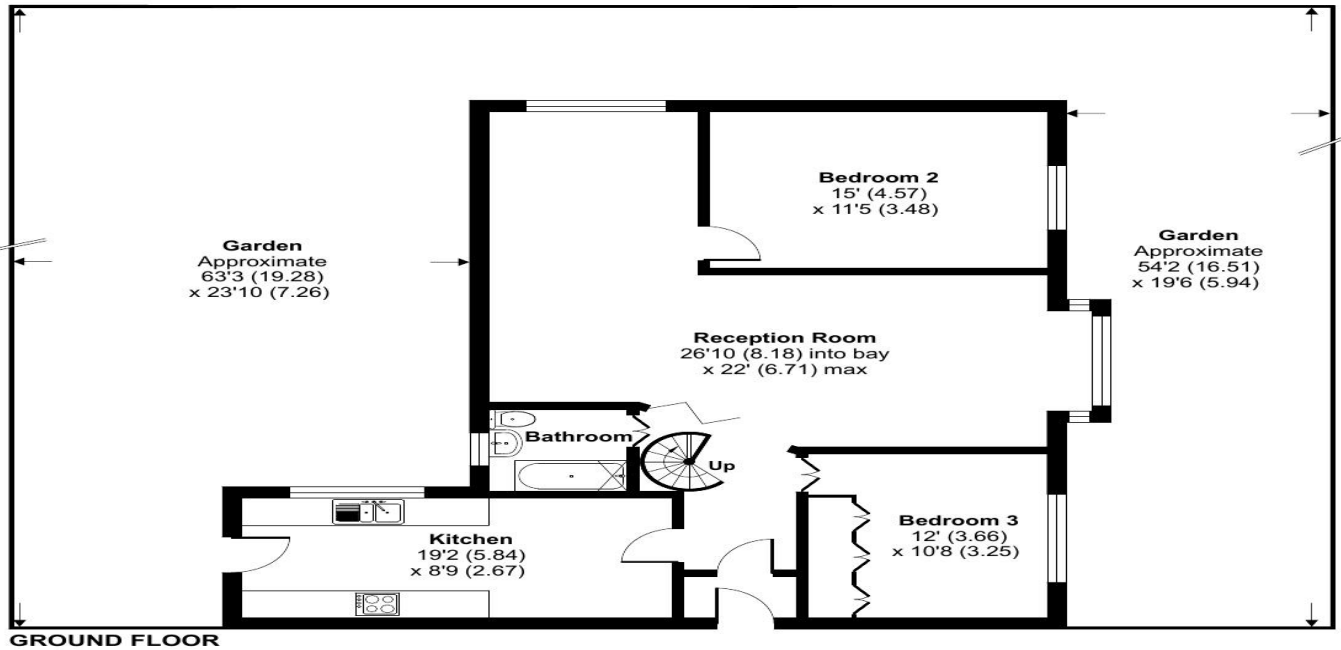 Bedroom 2
15' (4.57)
x 11'5 (3.48)
Garden
Approximate
63'3 (19.28)
x 23'10 (7.26)
Garden
Approximate
54'2 (16.51)
x 19'6 (5.94)
Reception Room
26'10 (8.18) into bay
x 22' (6.71) max
Bathroom
Up
Kitchen
19'2 (5.84)
x 8'9 (2.67)
Bedroom 3
12' (3.66)
x 10'8 (3.25)
GROUND FLOOR